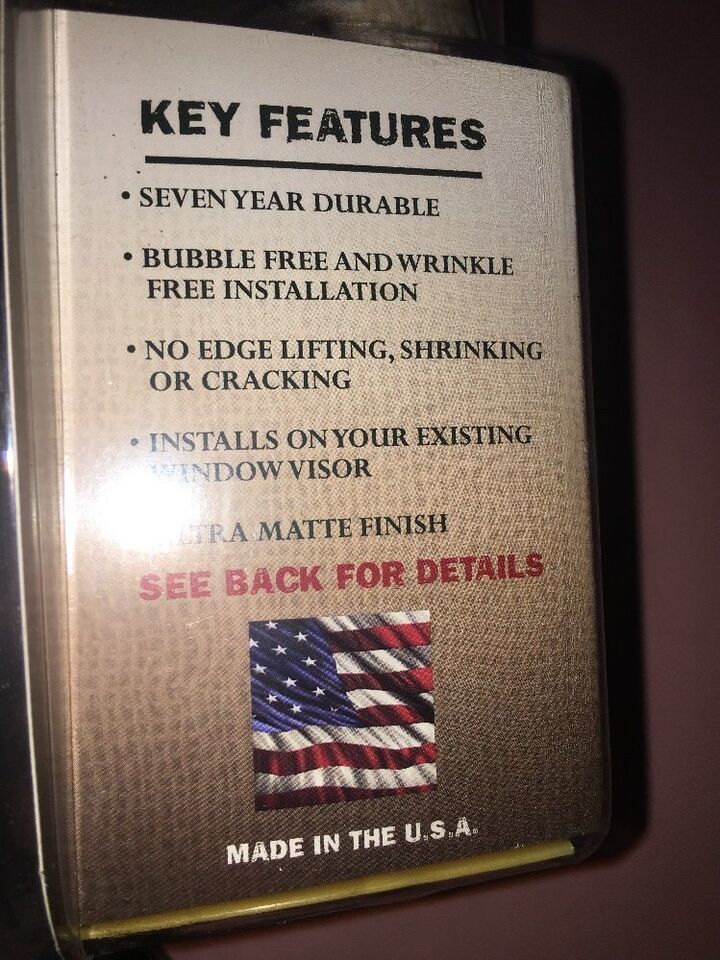 KEY FEATURES
• SEVEN YEAR DURABLE
• BUBBLE FREE AND WRINKLE
FREE INSTALLATION
• NO EDGE LIFTING, SHRINKING
OR CRACKING
• INSTALLS ON YOUR EXISTING
WINDOW VISOR
ULTRA MATTE FINISH
SEE BACK FOR DETAILS
MADE IN THE U.S.A.